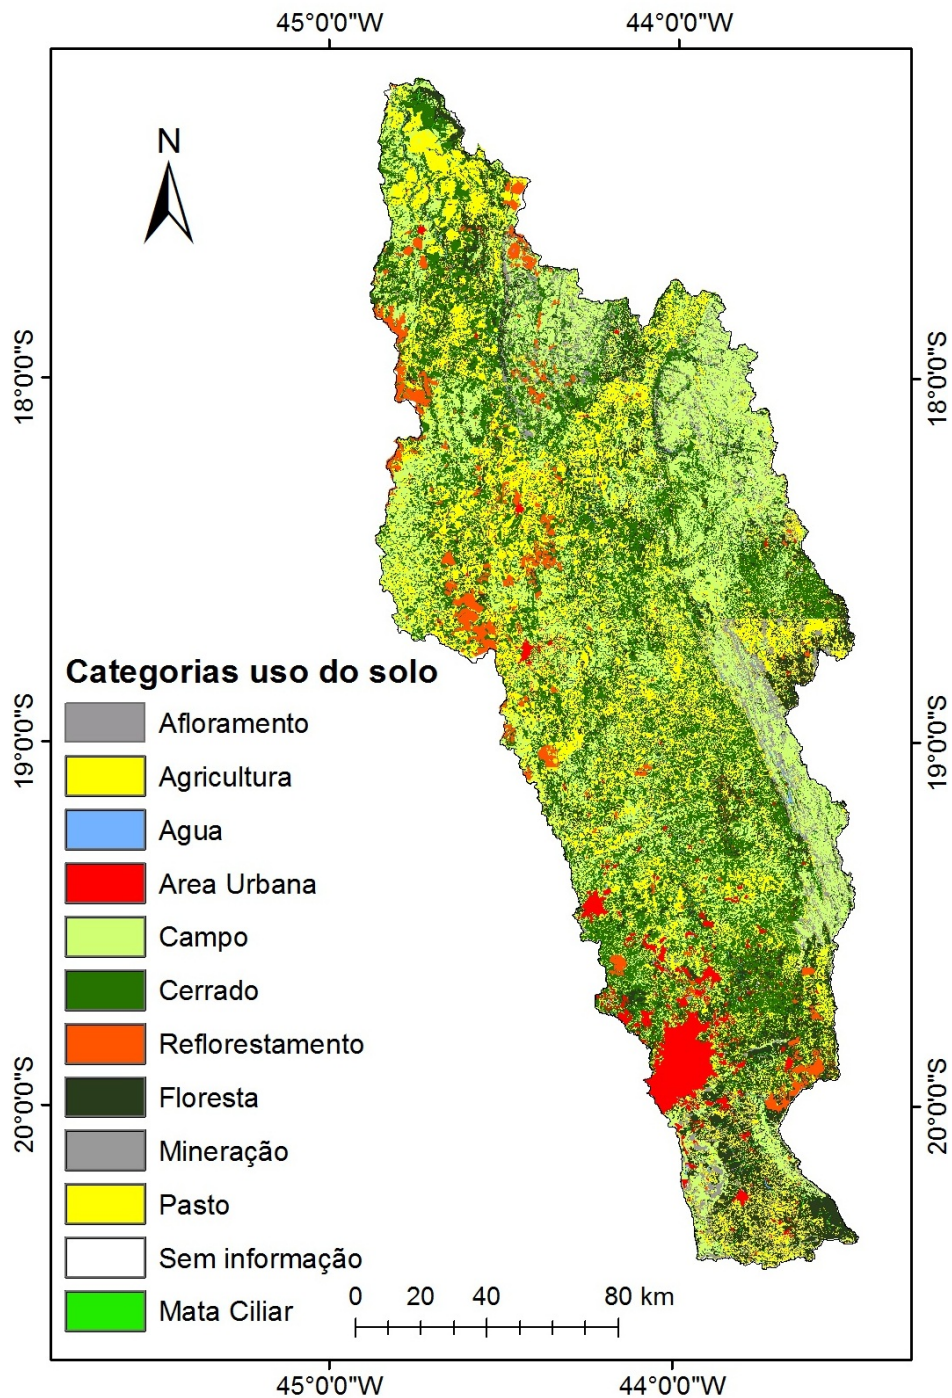 45°0'0"W 44°0'0"W
N
18°0'0"S 18°0'0"S
Categorias uso do solo
Afloramento
19°0'0"S 19°0'0"S
Agricultura
Agua
Area Urbana
Campo
Cerrado
Reflorestamento
Floresta
20°0'0"S 20°0'0"S
Mineração
Pasto
Sem informação
Mata Ciliar
0 20 40 80 km
45°0'0"W 44°0'0"W